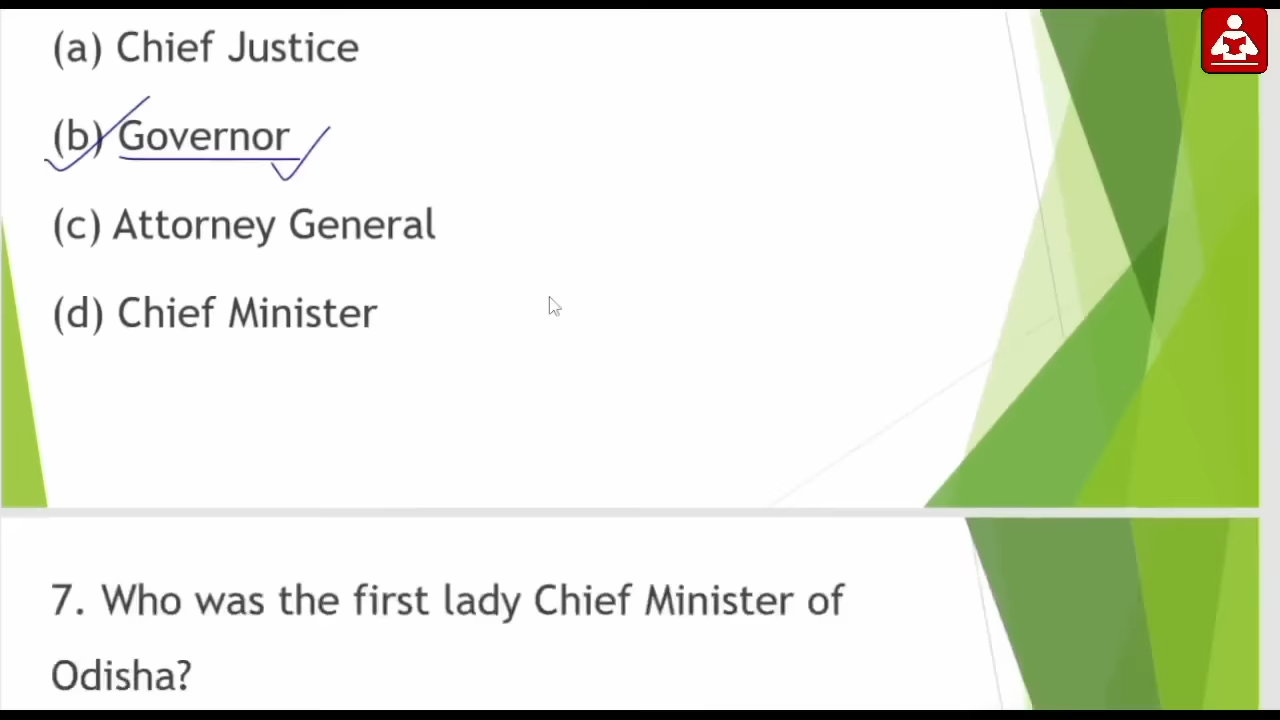 (a) Chief Justice
(b) Governor
(c) Attorney General
(d) Chief Minister
7. Who was the first lady Chief Minister of
Odisha?